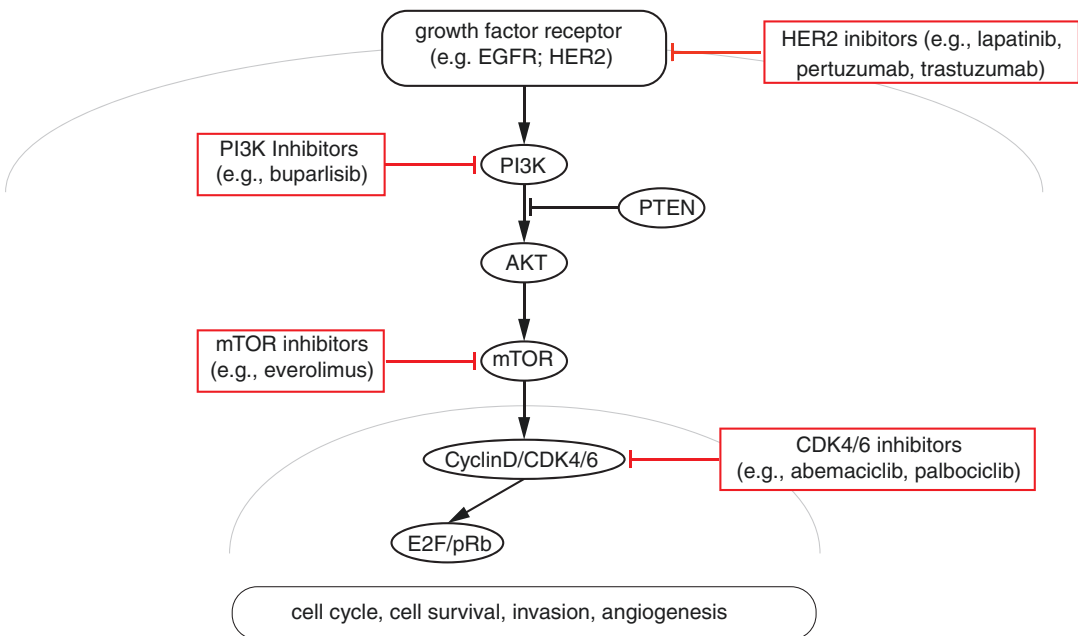 growth factor receptor
(e.g. EGFR; HER2)
HER2 inibitors (e.g., lapatinib,
pertuzumab, trastuzumab)
PI3K Inhibitors
(e.g., buparlisib)
PI3K
PTEN
AKT
mTOR inhibitors
(e.g., everolimus)
mTOR
CyclinD/CDK4/6
CDK4/6 inhibitors
(e.g., abemaciclib, palbociclib)
E2F/pRb
cell cycle, cell survival, invasion, angiogenesis